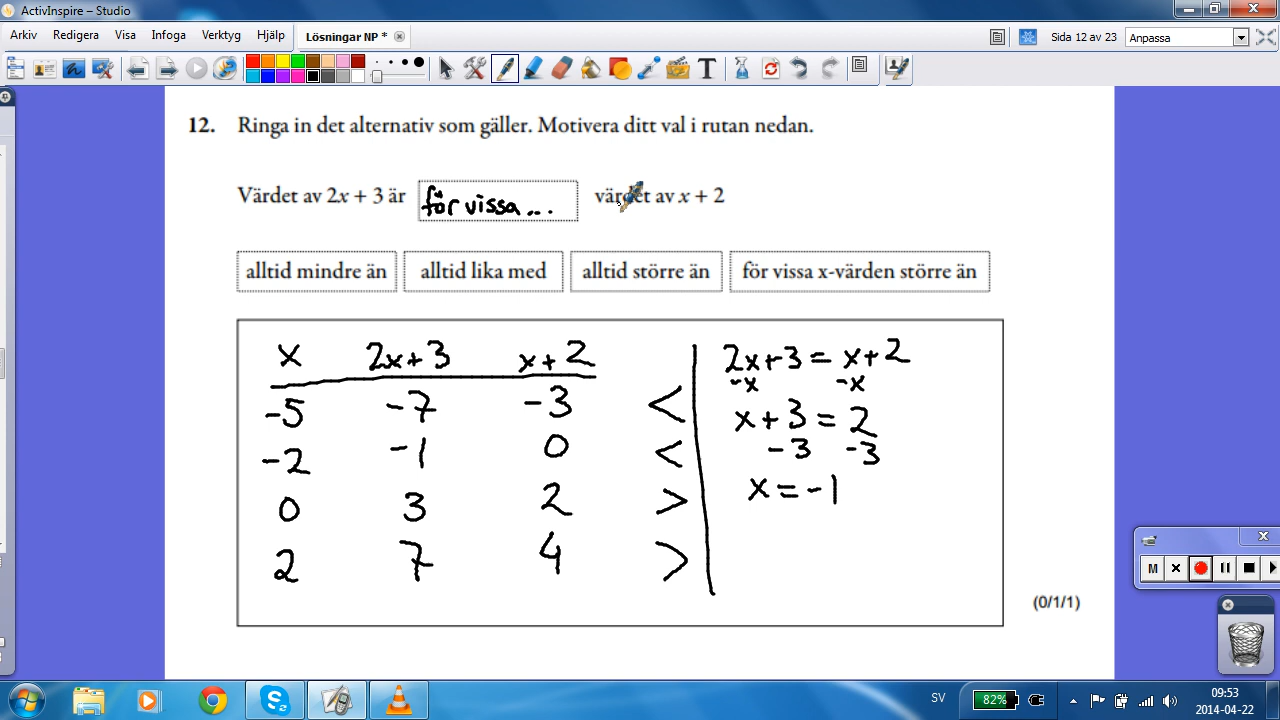 ActivInspire – Studio
Arkiv Redigera Visa Infoga Verktyg Hjälp Lösningar NP * Sida 12 av 23 Anpassa
12. Ringa in det alternativ som gäller. Motivera ditt val i rutan nedan.
Värdet av 2x + 3 är för vissa... värdet av x + 2
alltid mindre än alltid lika med alltid större än för vissa x-värden större än
x 2x+3 x+2
-5 -7 -3 <
-2 -1 0 <
0 3 2 >
2 7 4 >
2x+3 = x+2
-x -x
x+3 = 2
-3 -3
x = -1
(0/1/1)
M
SV 82% 09:53
2014-04-22